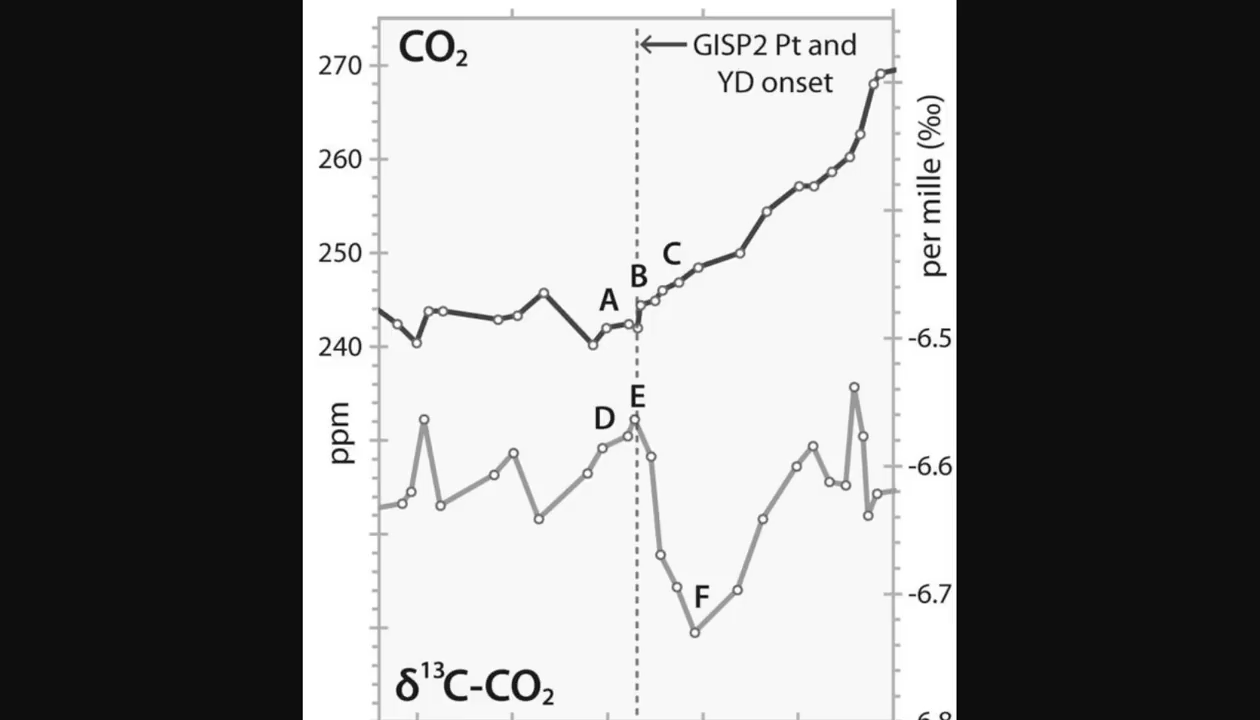 CO₂
GISP2 Pt and
YD onset
270
260
250
240
ppm
per mille (‰)
-6.5
-6.6
-6.7
A
B
C
D
E
F
δ¹³C-CO₂